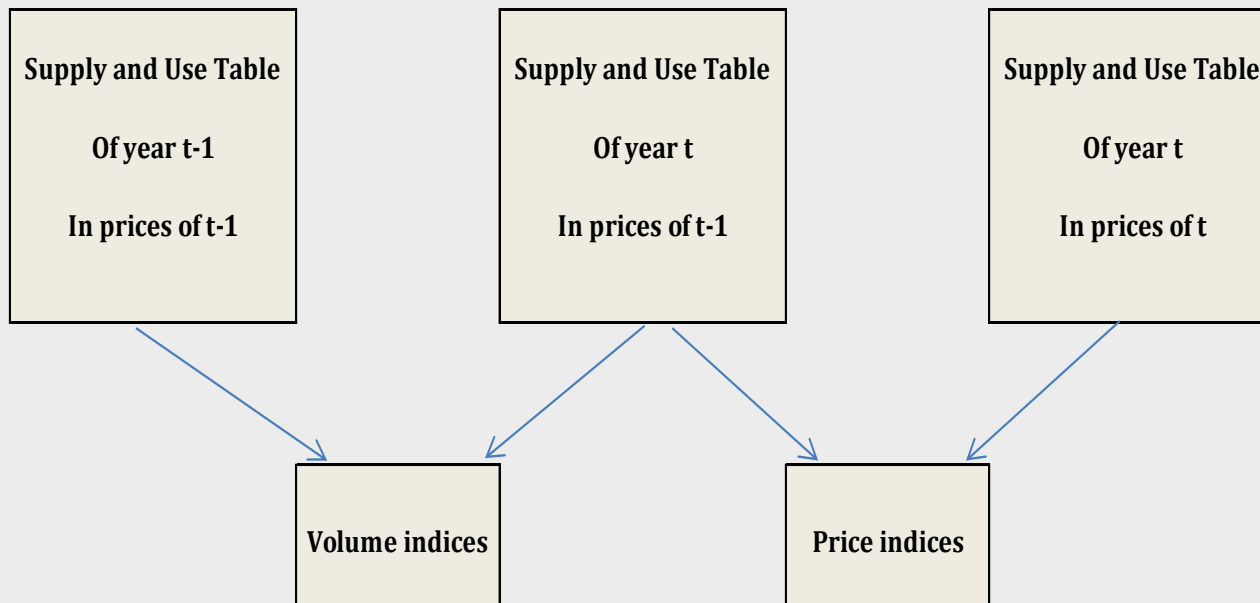 Supply and Use Table
Of year t-1
In prices of t-1
Supply and Use Table
Of year t
In prices of t-1
Supply and Use Table
Of year t
In prices of t
Volume indices
Price indices